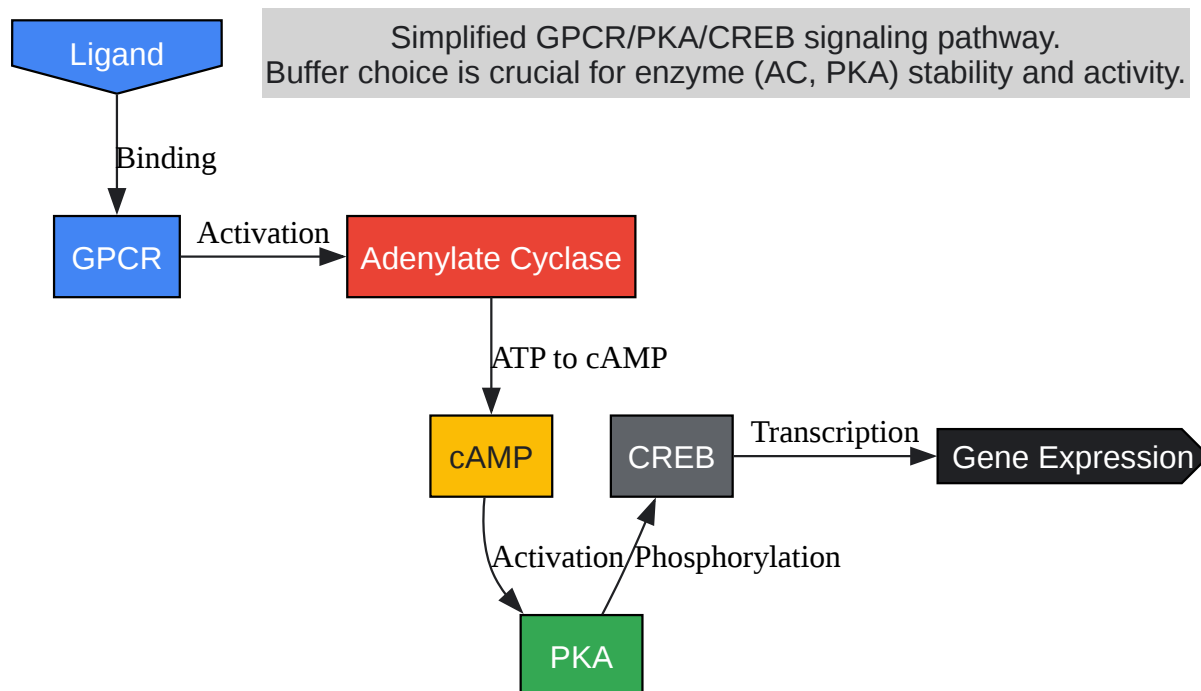 Ligand
Simplified GPCR/PKA/CREB signaling pathway.
Buffer choice is crucial for enzyme (AC, PKA) stability and activity.
Binding
GPCR
Activation
Adenylate Cyclase
ATP to cAMP
cAMP
CREB
Transcription
Gene Expression
Activation
Phosphorylation
PKA